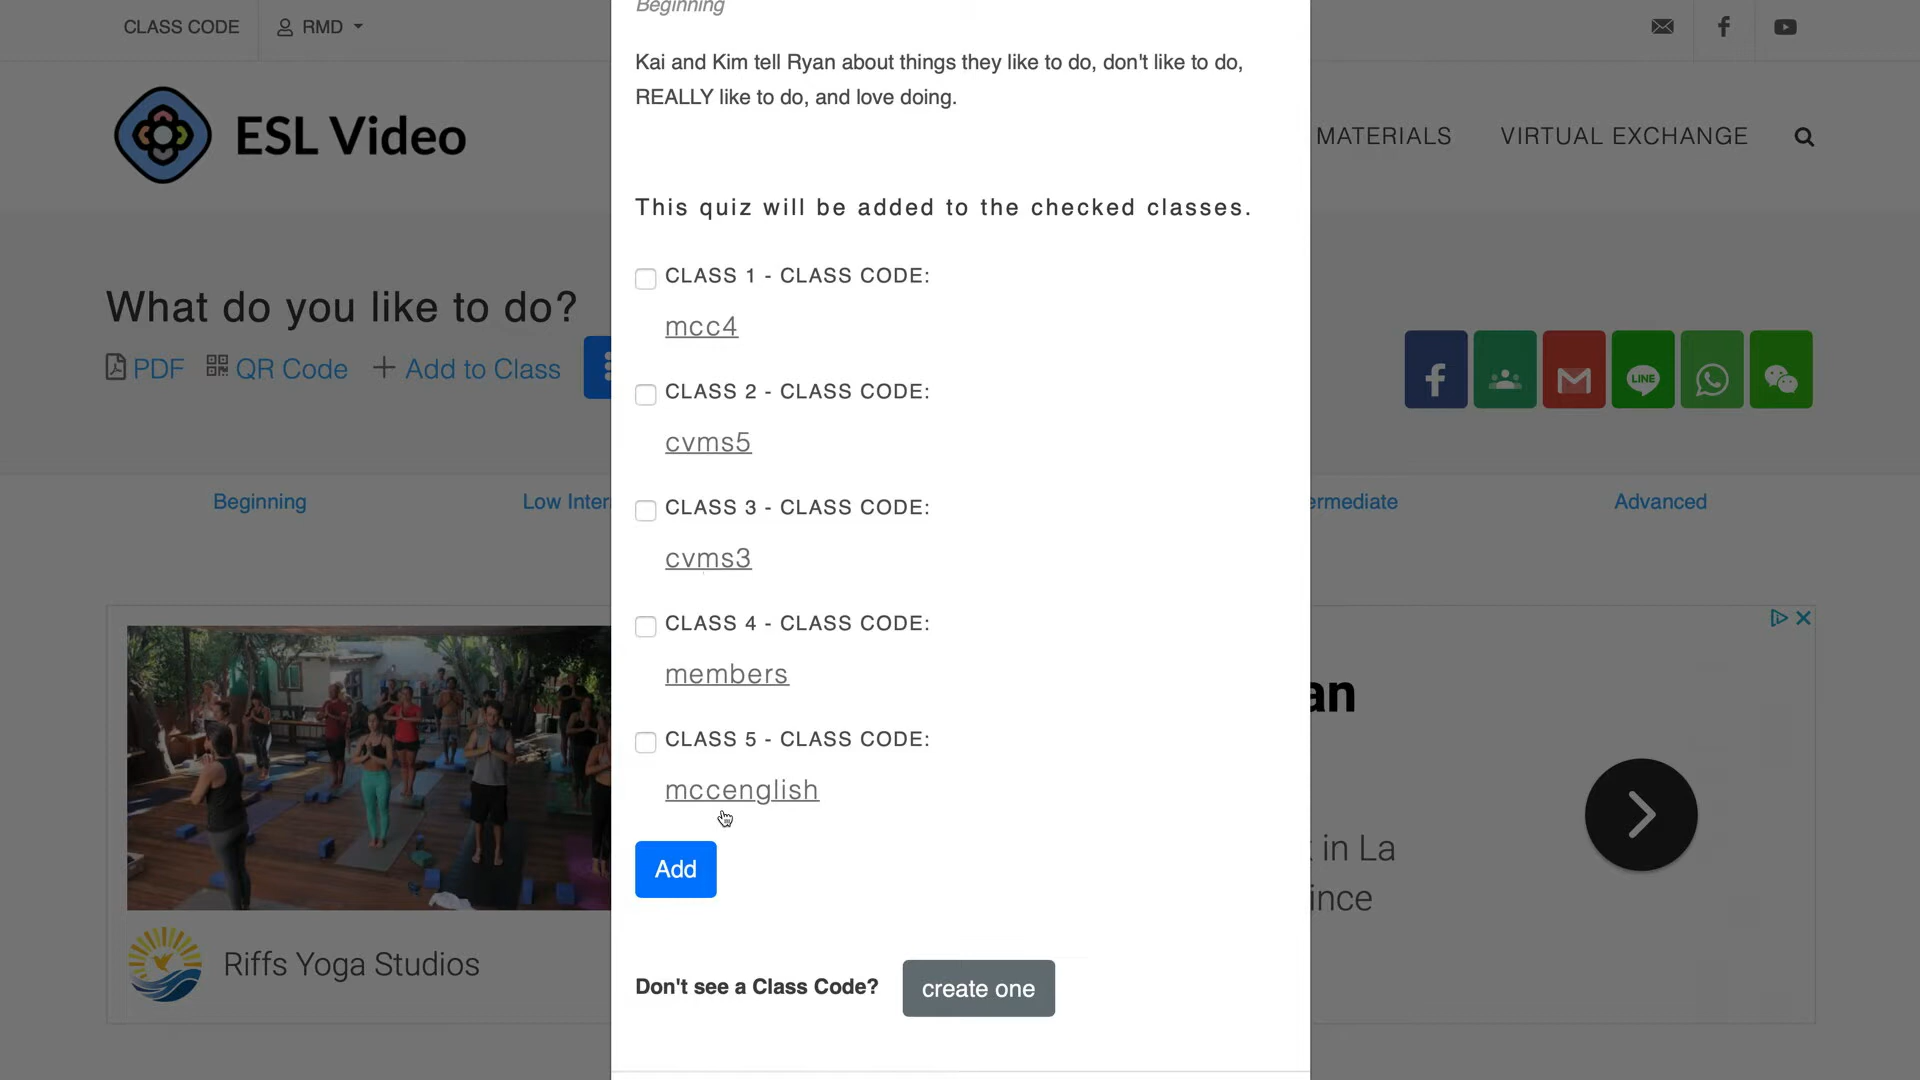 CLASS CODE
RMD
ESL Video
MATERIALS
VIRTUAL EXCHANGE
What do you like to do?
PDF
QR Code
Add to Class
LINE
Beginning
Low Inter
ermediate
Advanced
Riffs Yoga Studios
an
in La
ince
Beginning
Kai and Kim tell Ryan about things they like to do, don't like to do,
REALLY like to do, and love doing.
This quiz will be added to the checked classes.
CLASS 1 - CLASS CODE:
mcc4
CLASS 2 - CLASS CODE:
cvms5
CLASS 3 - CLASS CODE:
cvms3
CLASS 4 - CLASS CODE:
members
CLASS 5 - CLASS CODE:
mccenglish
Add
Don't see a Class Code?
create one